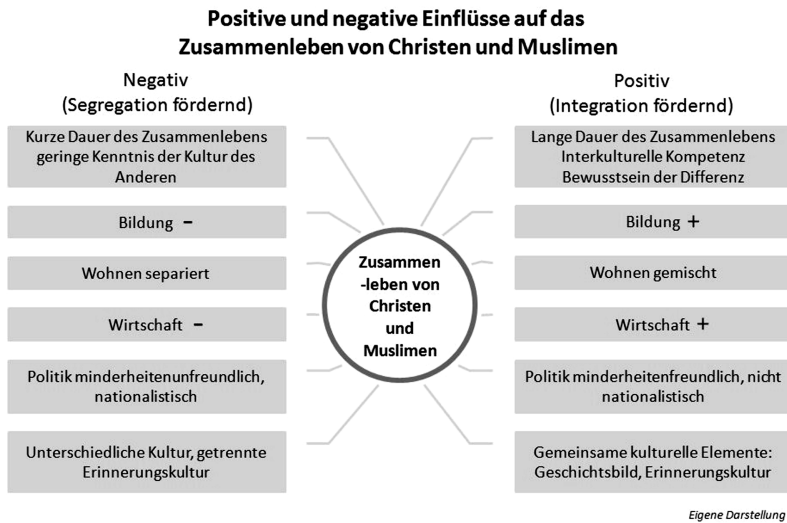 Positive und negative Einflüsse auf das
Zusammenleben von Christen und Muslimen
Negativ
(Segregation fördernd)
Kurze Dauer des Zusammenlebens
geringe Kenntnis der Kultur des
Anderen
Bildung –
Wohnen separiert
Wirtschaft –
Politik minderheitenunfreundlich,
nationalistisch
Unterschiedliche Kultur, getrennte
Erinnerungskultur
Zusammen
-leben von
Christen
und
Muslimen
Positiv
(Integration fördernd)
Lange Dauer des Zusammenlebens
Interkulturelle Kompetenz
Bewusstsein der Differenz
Bildung +
Wohnen gemischt
Wirtschaft +
Politik minderheitenfreundlich, nicht
nationalistisch
Gemeinsame kulturelle Elemente:
Geschichtsbild, Erinnerungskultur
Eigene Darstellung